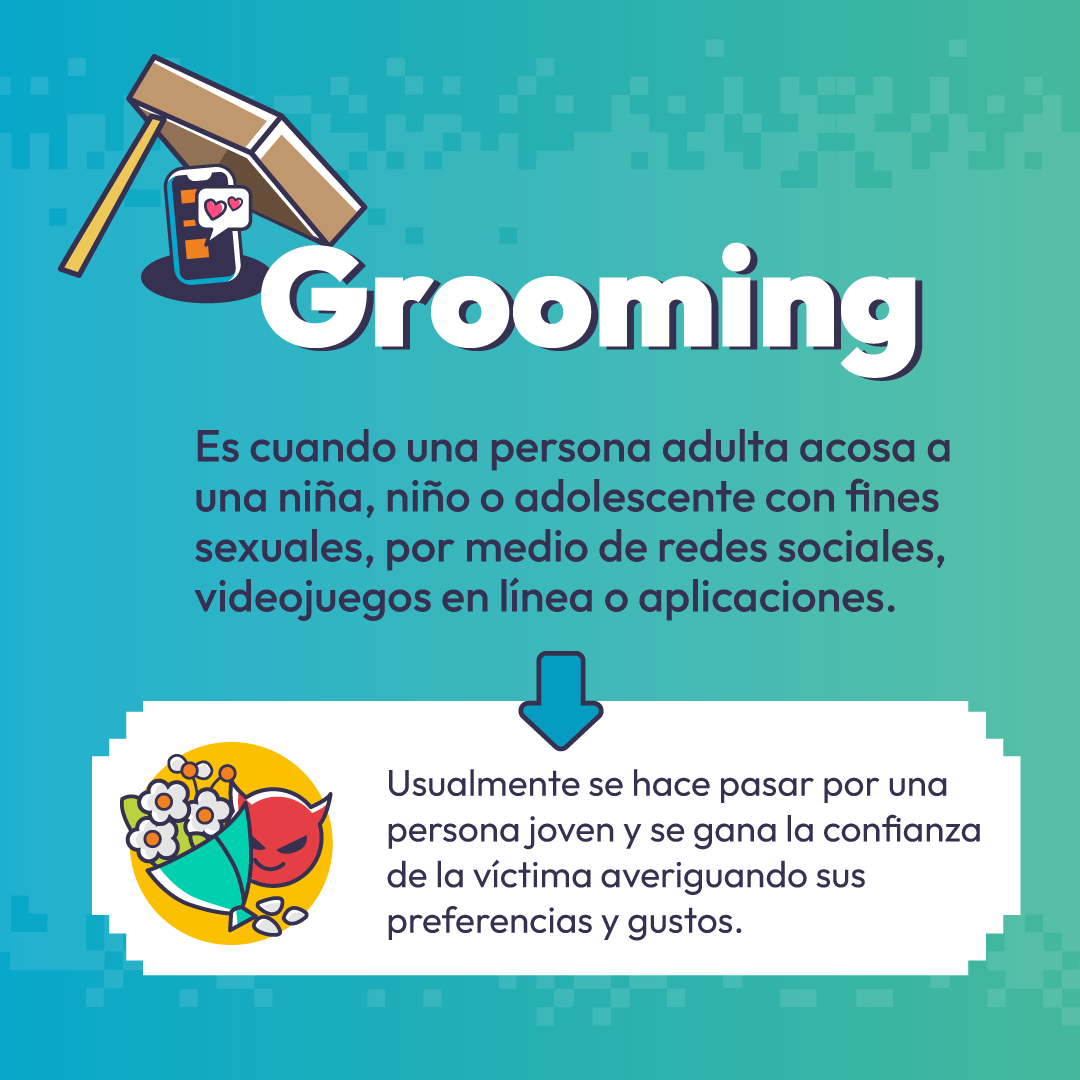 Grooming
Es cuando una persona adulta acosa a
una niña, niño o adolescente con fines
sexuales, por medio de redes sociales,
videojuegos en línea o aplicaciones.
Usualmente se hace pasar por una
persona joven y se gana la confianza
de la víctima averiguando sus
preferencias y gustos.